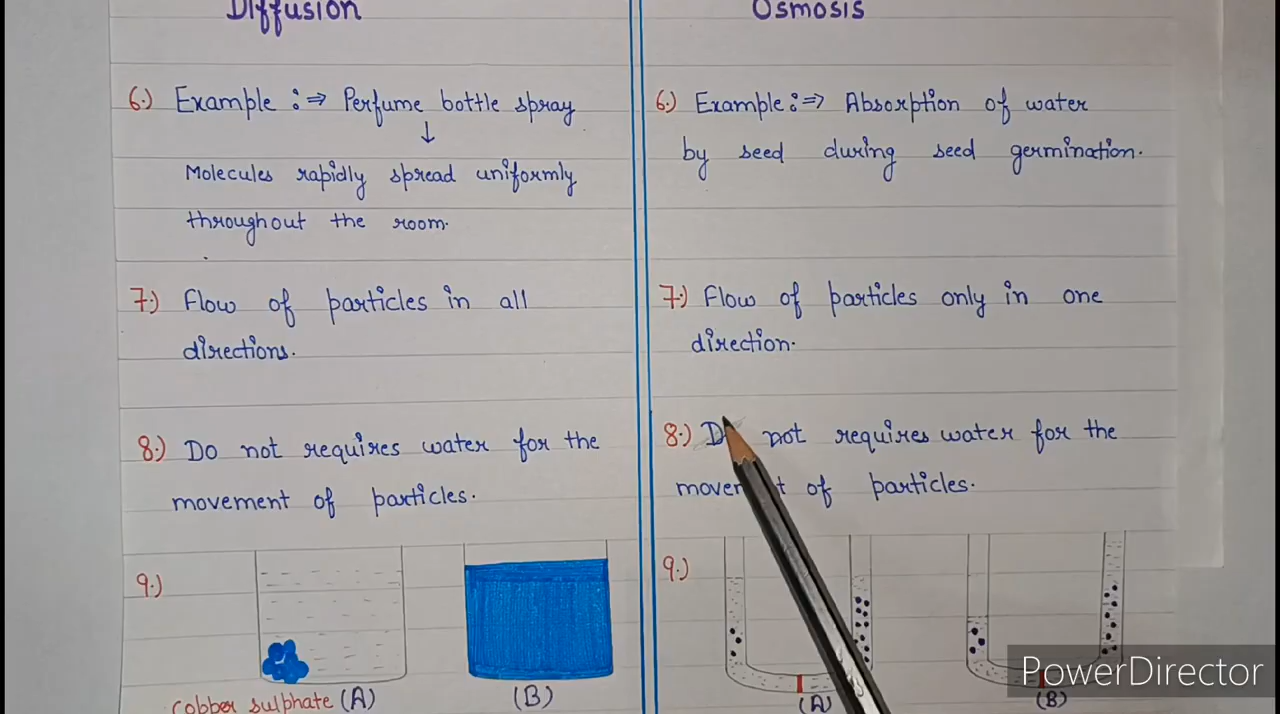 Diffusion
6.) Example :⇒ Perfume bottle spray
↓
Molecules rapidly spread uniformly
throughout the room.
7.) Flow of particles in all
directions.
8.) Do not requires water for the
movement of particles.
9.)
cobber sulphate (A)
(B)
Osmosis
6.) Example :⇒ Absorption of water
by seed during seed germination.
7.) Flow of particles only in one
direction.
8.) not requires water for the
of particles.
9.)
(A)
(B)
PowerDirector